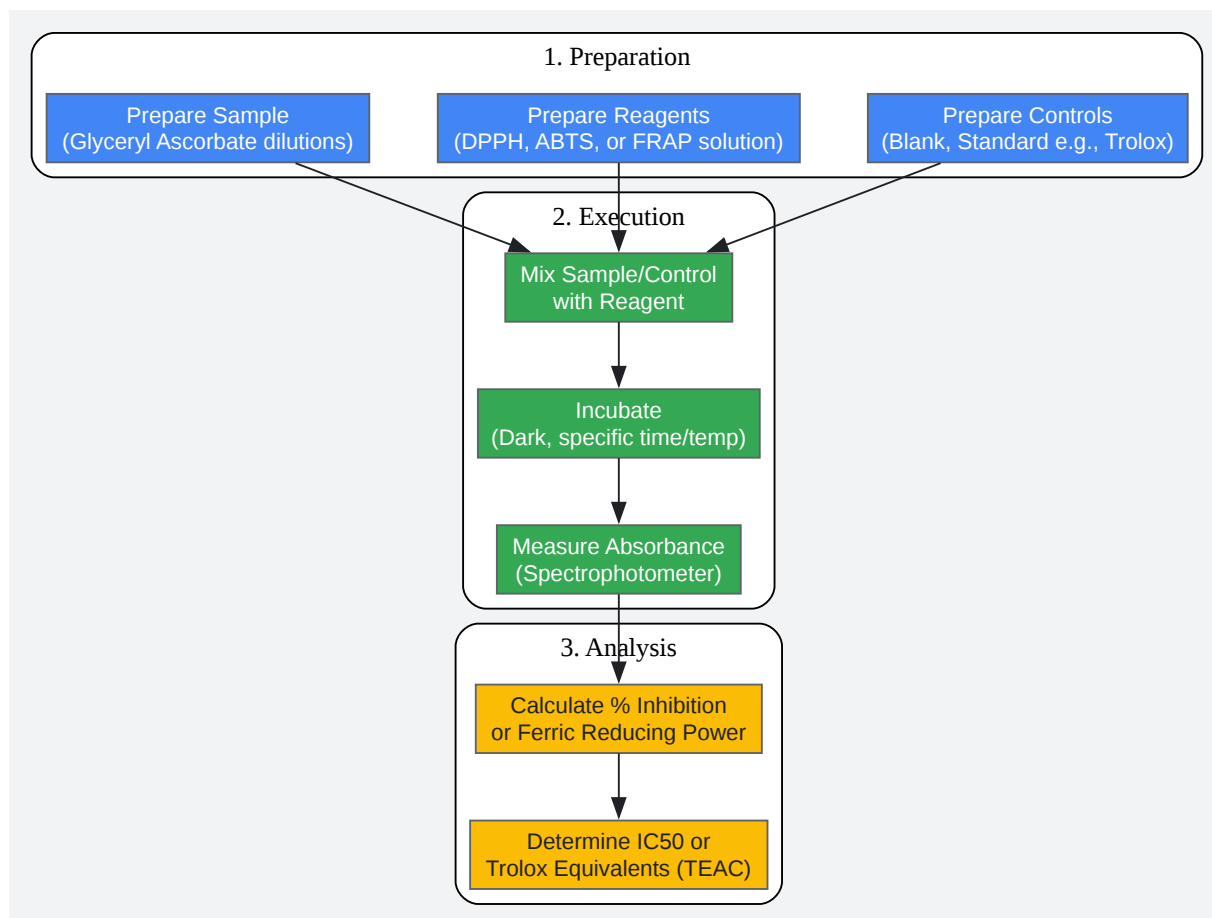 1. Preparation
Prepare Sample
(Glyceryl Ascorbate dilutions)
Prepare Reagents
(DPPH, ABTS, or FRAP solution)
Prepare Controls
(Blank, Standard e.g., Trolox)
2. Execution
Mix Sample/Control
with Reagent
Incubate
(Dark, specific time/temp)
Measure Absorbance
(Spectrophotometer)
3. Analysis
Calculate % Inhibition
or Ferric Reducing Power
Determine IC50 or
Trolox Equivalents (TEAC)